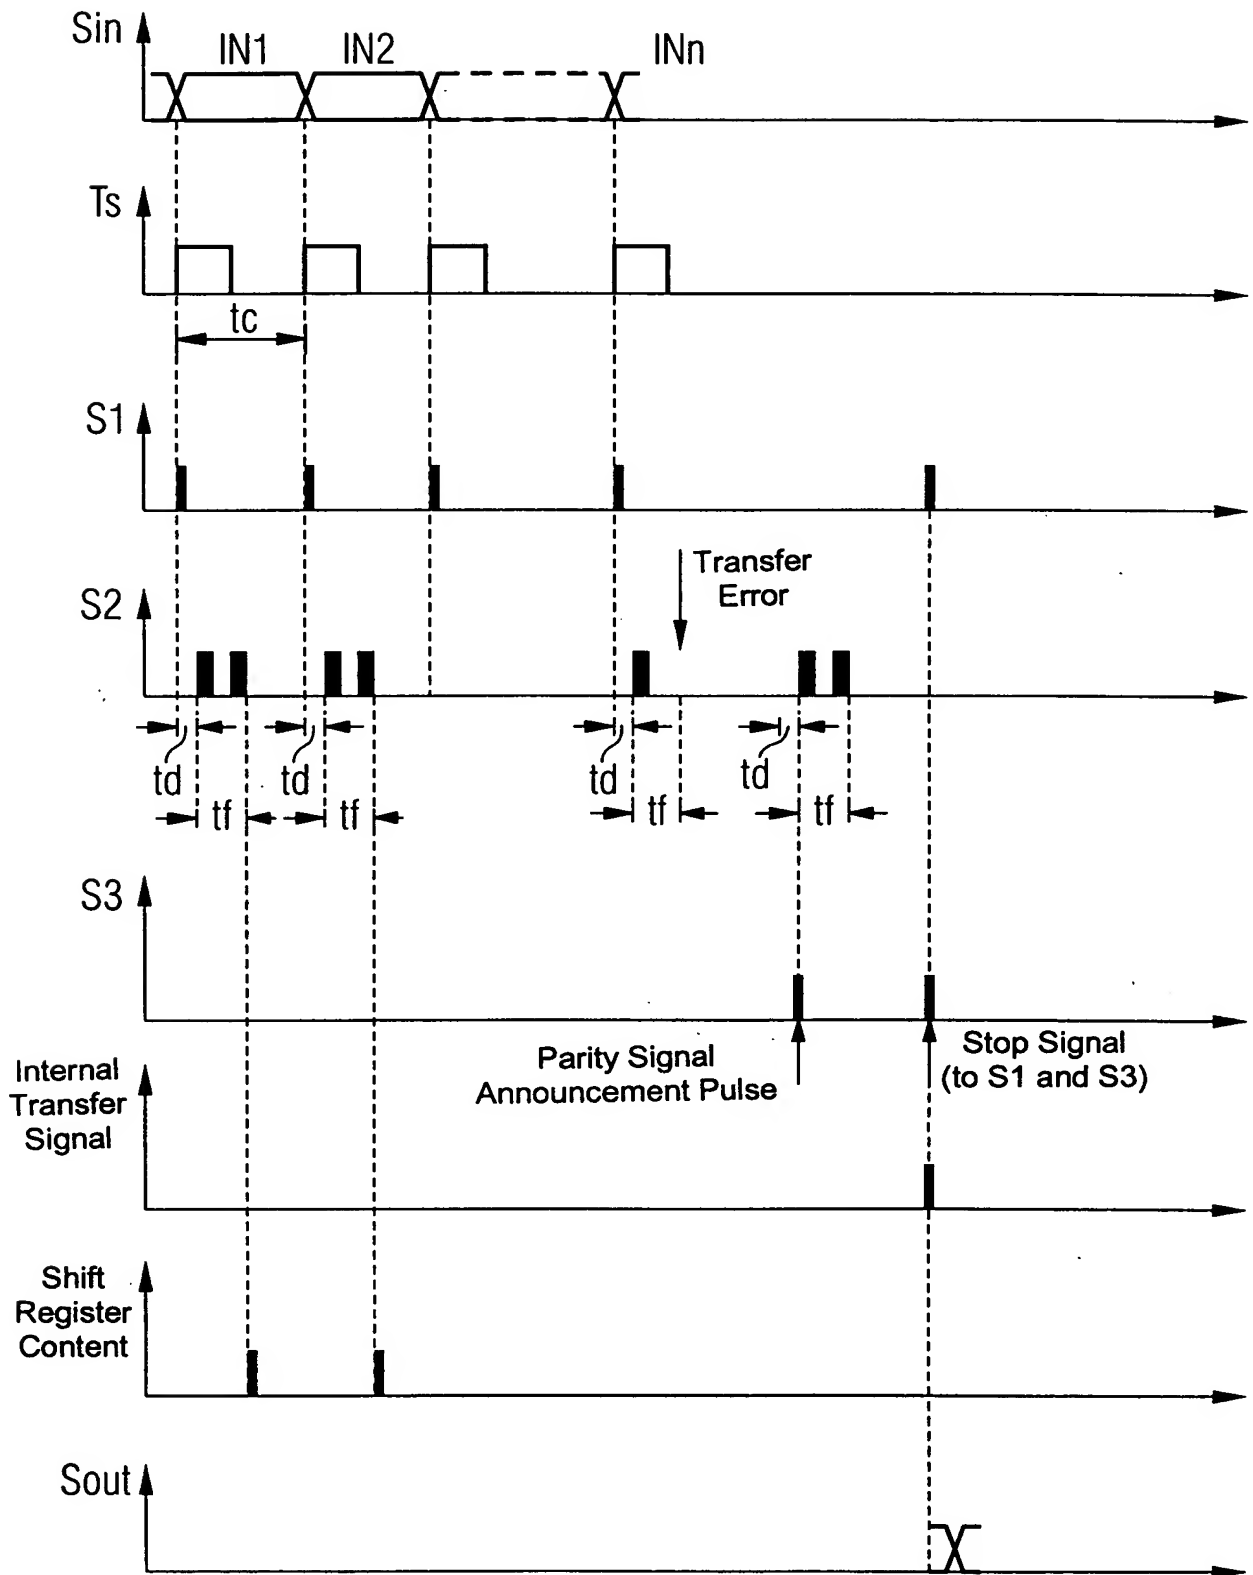 Sin
IN1
IN2
INn
Ts
tc
S1
S2
Transfer
Error
td
td
td
td
tf
tf
tf
tf
S3
Parity Signal
Announcement Pulse
Stop Signal
(to S1 and S3)
Internal
Transfer
Signal
Shift
Register
Content
Sout